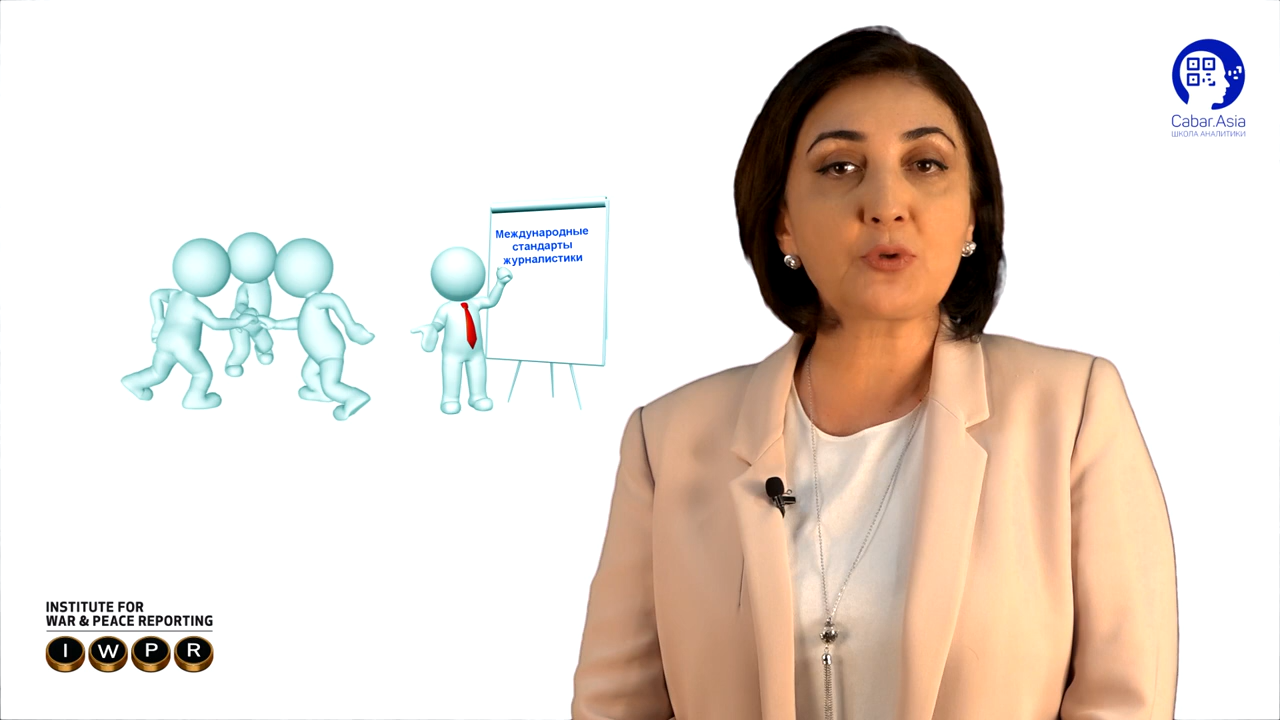 Cabar.Asia
ШКОЛА АНАЛИТИКИ
Международные
стандарты
журналистики
INSTITUTE FOR
WAR & PEACE REPORTING
I W P R